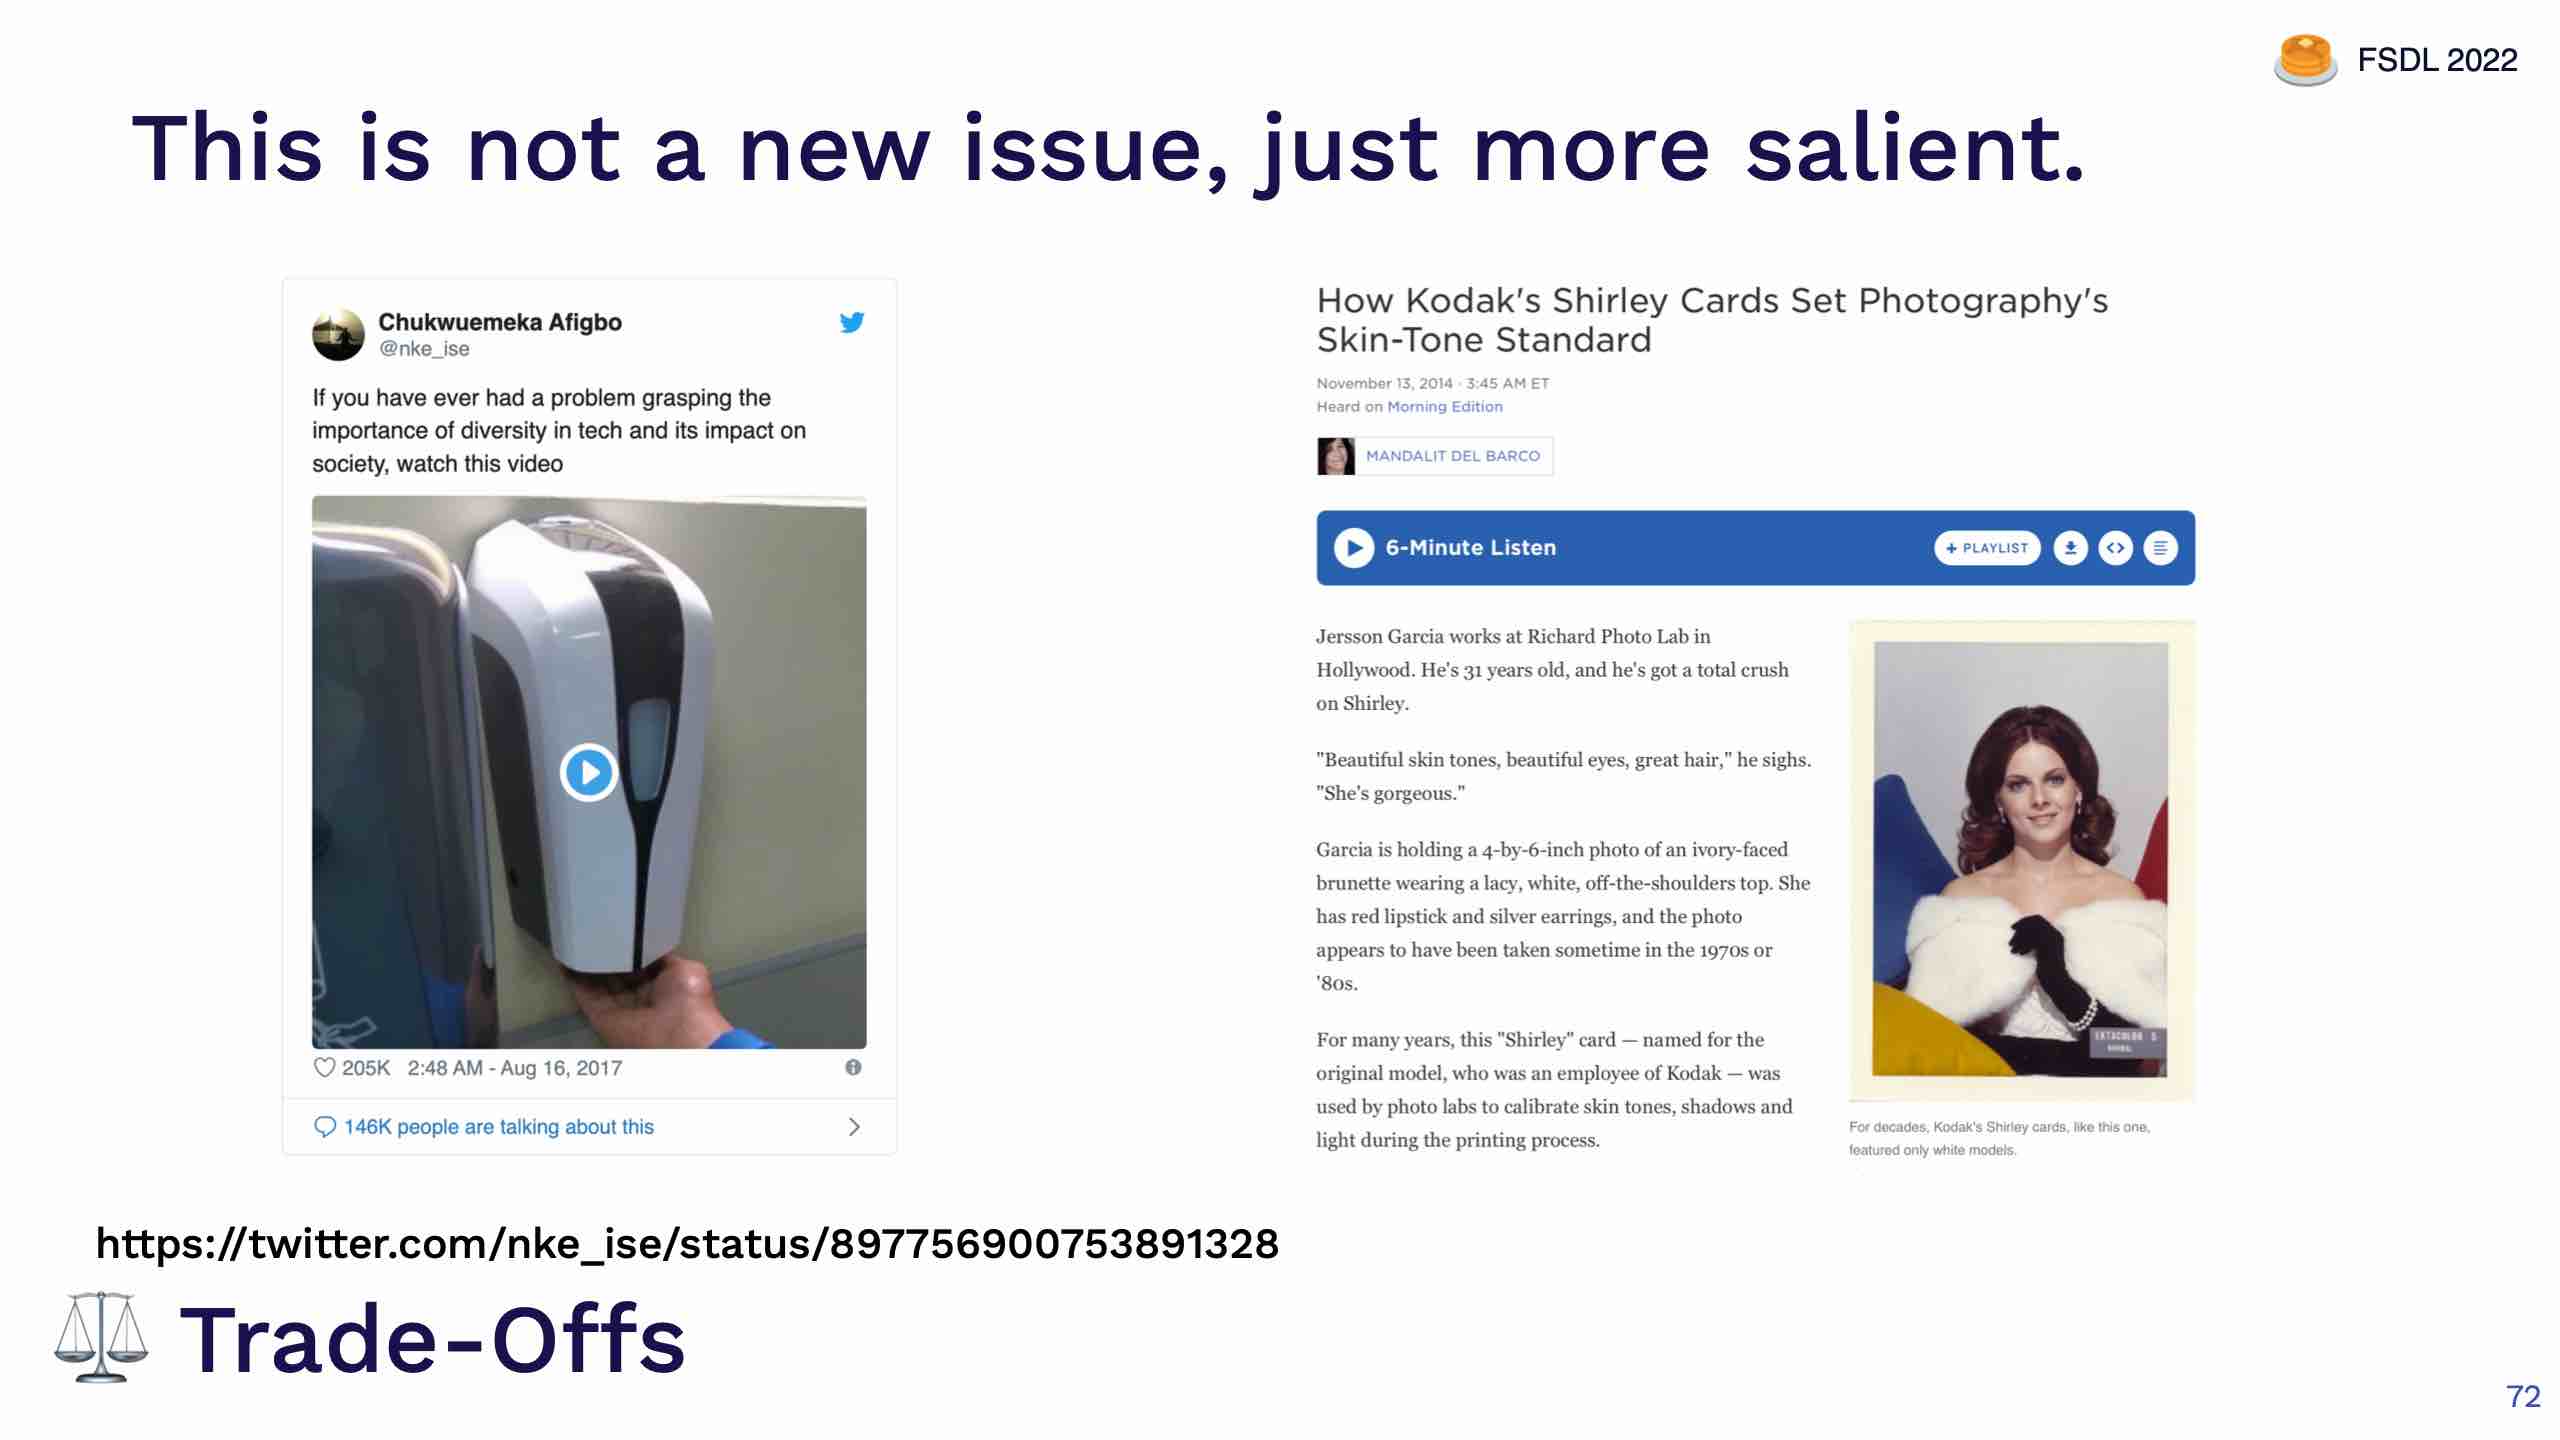 FSDL 2022
This is not a new issue, just more salient.
Chukwuemeka Afigbo
@nke_ise
If you have ever had a problem grasping the
importance of diversity in tech and its impact on
society, watch this video
205K 2:48 AM - Aug 16, 2017
146K people are talking about this
How Kodak's Shirley Cards Set Photography's
Skin-Tone Standard
November 13, 2014 · 3:45 AM ET
Heard on Morning Edition
MANDALIT DEL BARCO
6-Minute Listen
+ PLAYLIST
Jersson Garcia works at Richard Photo Lab in
Hollywood. He's 31 years old, and he's got a total crush
on Shirley.
"Beautiful skin tones, beautiful eyes, great hair," he sighs.
"She's gorgeous."
Garcia is holding a 4-by-6-inch photo of an ivory-faced
brunette wearing a lacy, white, off-the-shoulders top. She
has red lipstick and silver earrings, and the photo
appears to have been taken sometime in the 1970s or
'80s.
For many years, this "Shirley" card — named for the
original model, who was an employee of Kodak — was
used by photo labs to calibrate skin tones, shadows and
light during the printing process.
For decades, Kodak's Shirley cards, like this one,
featured only white models.
https://twitter.com/nke_ise/status/897756900753891328
Trade-Offs
72